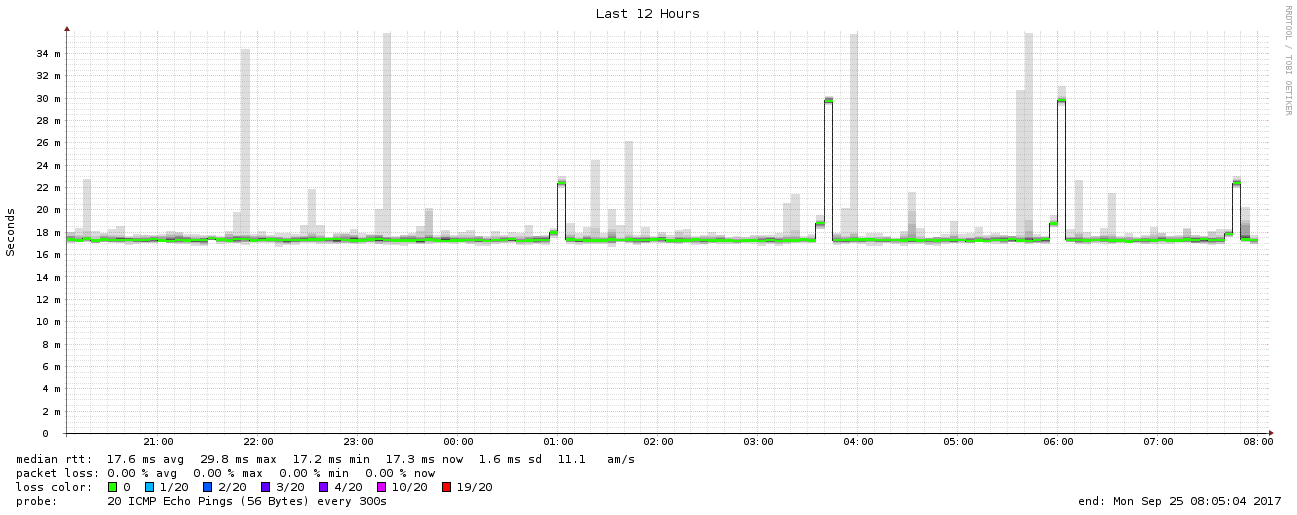 Last 12 Hours
RRDTOOL / TOBI OETIKER
Seconds
34 m
32 m
30 m
28 m
26 m
24 m
22 m
20 m
18 m
16 m
14 m
12 m
10 m
8 m
6 m
4 m
2 m
0
21:00 22:00 23:00 00:00 01:00 02:00 03:00 04:00 05:00 06:00 07:00 08:00
median rtt: 17.6 ms avg 29.8 ms max 17.2 ms min 17.3 ms now 1.6 ms sd 11.1 am/s
packet loss: 0.00 % avg 0.00 % max 0.00 % min 0.00 % now
loss color: 0 1/20 2/20 3/20 4/20 10/20 19/20
probe: 20 ICMP Echo Pings (56 Bytes) every 300s end: Mon Sep 25 08:05:04 2017